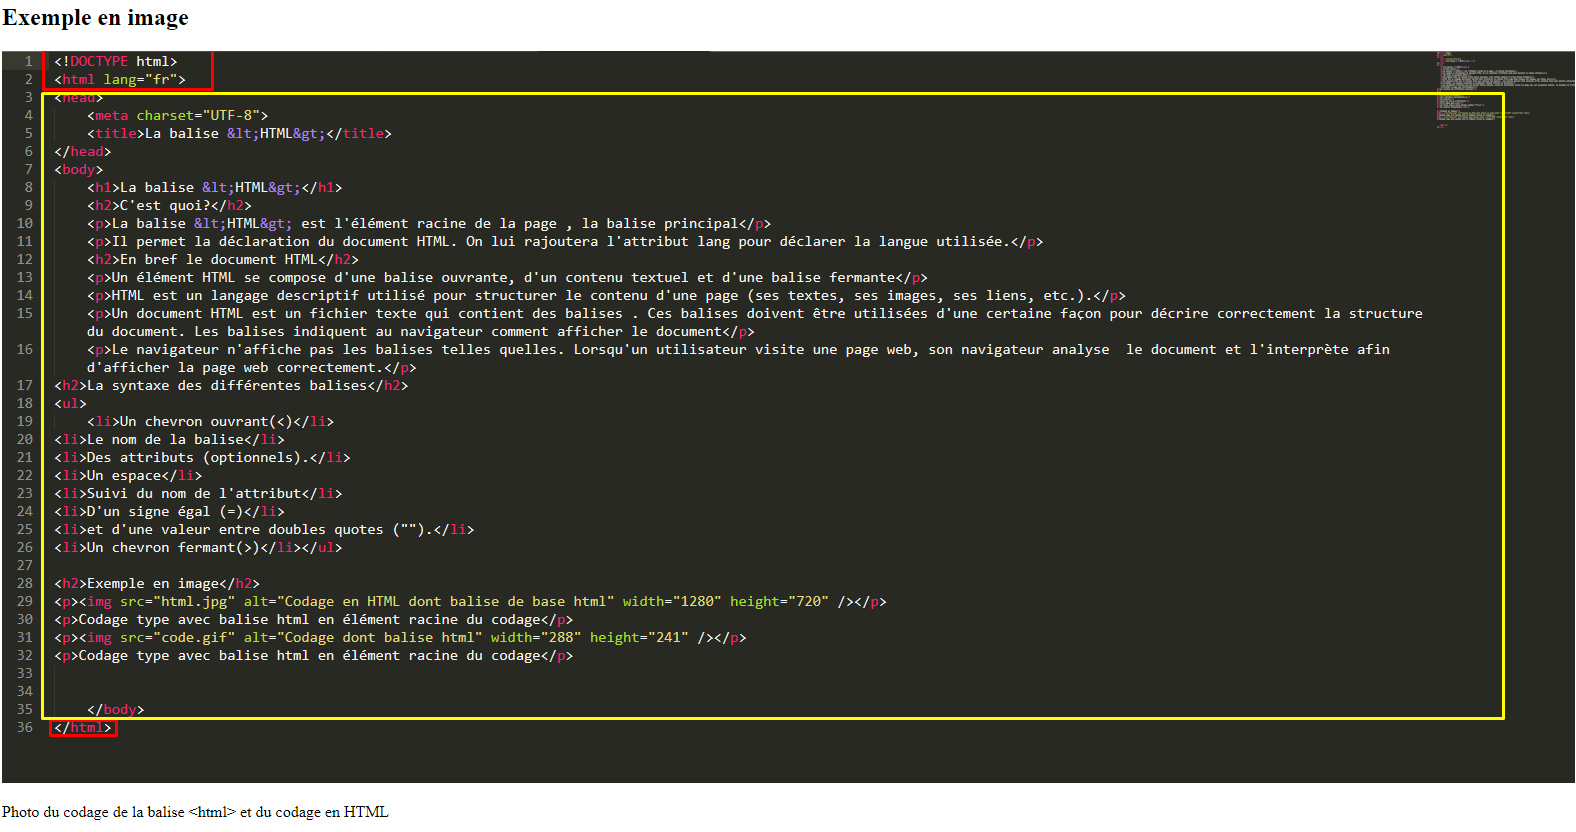 Exemple en image
1 <!DOCTYPE html>
2 <html lang="fr">
3 <head>
4 <meta charset="UTF-8">
5 <title>La balise &lt;HTML&gt;</title>
6 </head>
7 <body>
8 <h1>La balise &lt;HTML&gt;</h1>
9 <h2>C'est quoi?</h2>
10 <p>La balise &lt;HTML&gt; est l'élément racine de la page , la balise principal</p>
11 <p>Il permet la déclaration du document HTML. On lui rajoutera l'attribut lang pour déclarer la langue utilisée.</p>
12 <h2>En bref le document HTML</h2>
13 <p>Un élément HTML se compose d'une balise ouvrante, d'un contenu textuel et d'une balise fermante</p>
14 <p>HTML est un langage descriptif utilisé pour structurer le contenu d'une page (ses textes, ses images, ses liens, etc.).</p>
15 <p>Un document HTML est un fichier texte qui contient des balises . Ces balises doivent être utilisées d'une certaine façon pour décrire correctement la structure
du document. Les balises indiquent au navigateur comment afficher le document</p>
16 <p>Le navigateur n'affiche pas les balises telles quelles. Lorsqu'un utilisateur visite une page web, son navigateur analyse  le document et l'interprète afin
d'afficher la page web correctement.</p>
17 <h2>La syntaxe des différentes balises</h2>
18 <ul>
19 <li>Un chevron ouvrant(<)</li>
20 <li>Le nom de la balise</li>
21 <li>Des attributs (optionnels).</li>
22 <li>Un espace</li>
23 <li>Suivi du nom de l'attribut</li>
24 <li>D'un signe égal (=)</li>
25 <li>et d'une valeur entre doubles quotes ("").</li>
26 <li>Un chevron fermant(>)</li></ul>
27
28 <h2>Exemple en image</h2>
29 <p><img src="html.jpg" alt="Codage en HTML dont balise de base html" width="1280" height="720" /></p>
30 <p>Codage type avec balise html en élément racine du codage</p>
31 <p><img src="code.gif" alt="Codage dont balise html" width="288" height="241" /></p>
32 <p>Codage type avec balise html en élément racine du codage</p>
33
34
35 </body>
36 </html>
Photo du codage de la balise <html> et du codage en HTML